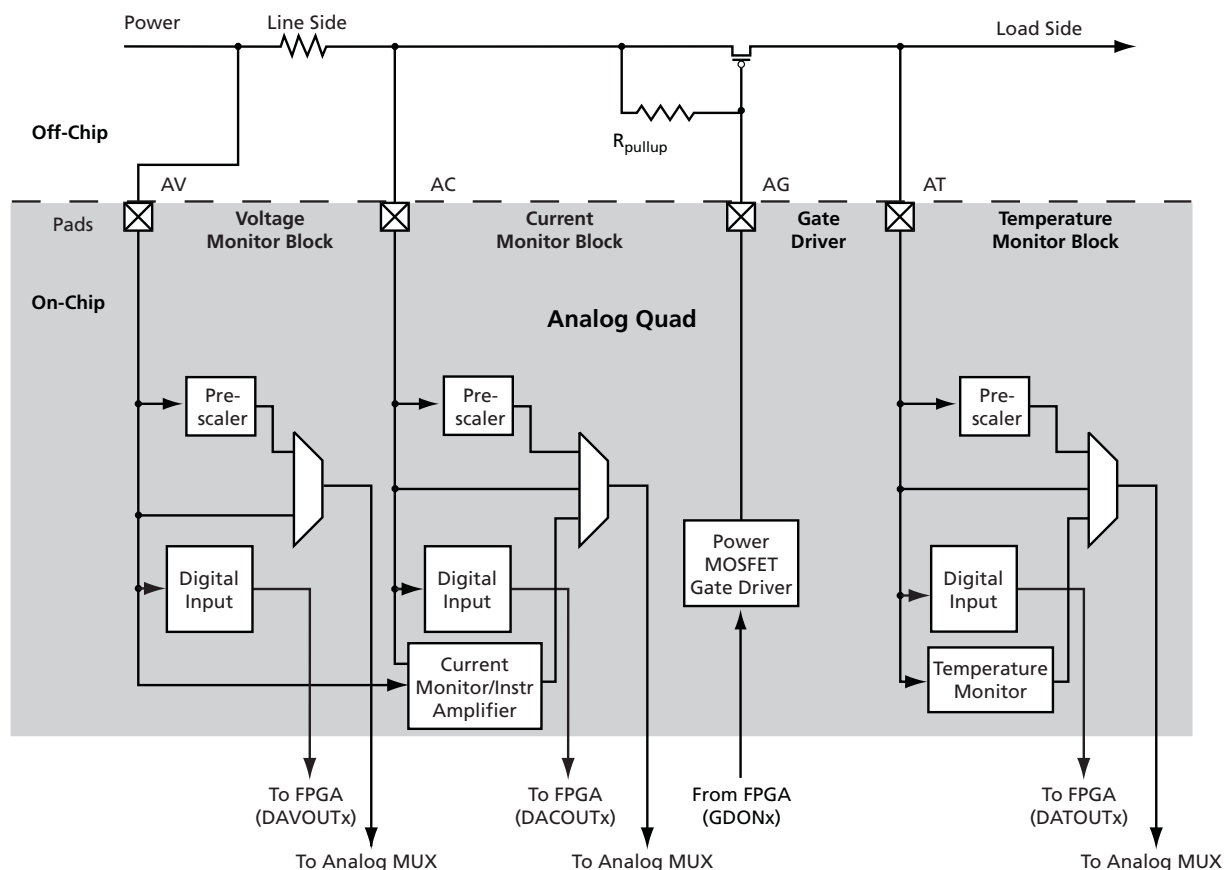 Power
Line Side
Load Side
Off-Chip
Rpullup
AV
AC
AG
AT
Pads
Voltage
Monitor Block
Current
Monitor Block
Gate
Driver
Temperature
Monitor Block
On-Chip
Analog Quad
Pre-
scaler
Pre-
scaler
Pre-
scaler
Power
MOSFET
Gate Driver
Digital
Input
Digital
Input
Digital
Input
Current
Monitor/Instr
Amplifier
Temperature
Monitor
To FPGA
(DAVOUTx)
To FPGA
(DACOUTx)
From FPGA
(GDONx)
To FPGA
(DATOUTx)
To Analog MUX
To Analog MUX
To Analog MUX